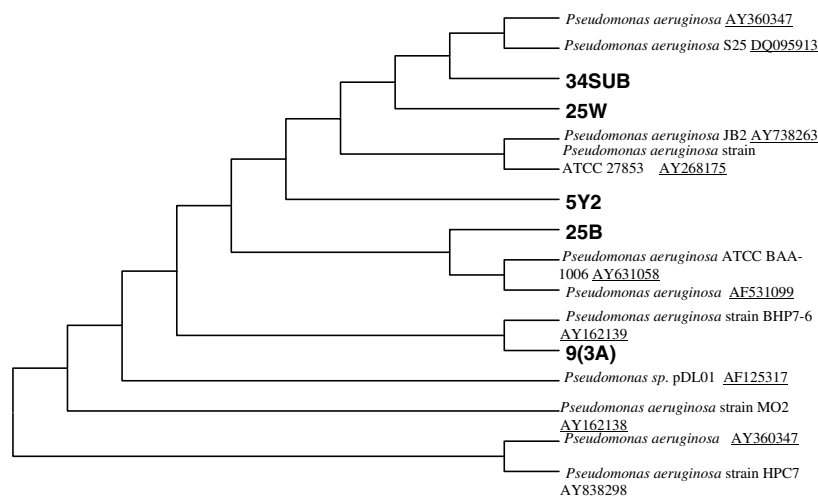 Pseudomonas aeruginosa AY360347
Pseudomonas aeruginosa S25 DQ095913
34SUB
25W
Pseudomonas aeruginosa JB2 AY738263
Pseudomonas aeruginosa strain
ATCC 27853 AY268175
5Y2
25B
Pseudomonas aeruginosa ATCC BAA-
1006 AY631058
Pseudomonas aeruginosa AF531099
Pseudomonas aeruginosa strain BHP7-6
AY162139
9(3A)
Pseudomonas sp. pDL01 AF125317
Pseudomonas aeruginosa strain MO2
AY162138
Pseudomonas aeruginosa AY360347
Pseudomonas aeruginosa strain HPC7
AY838298